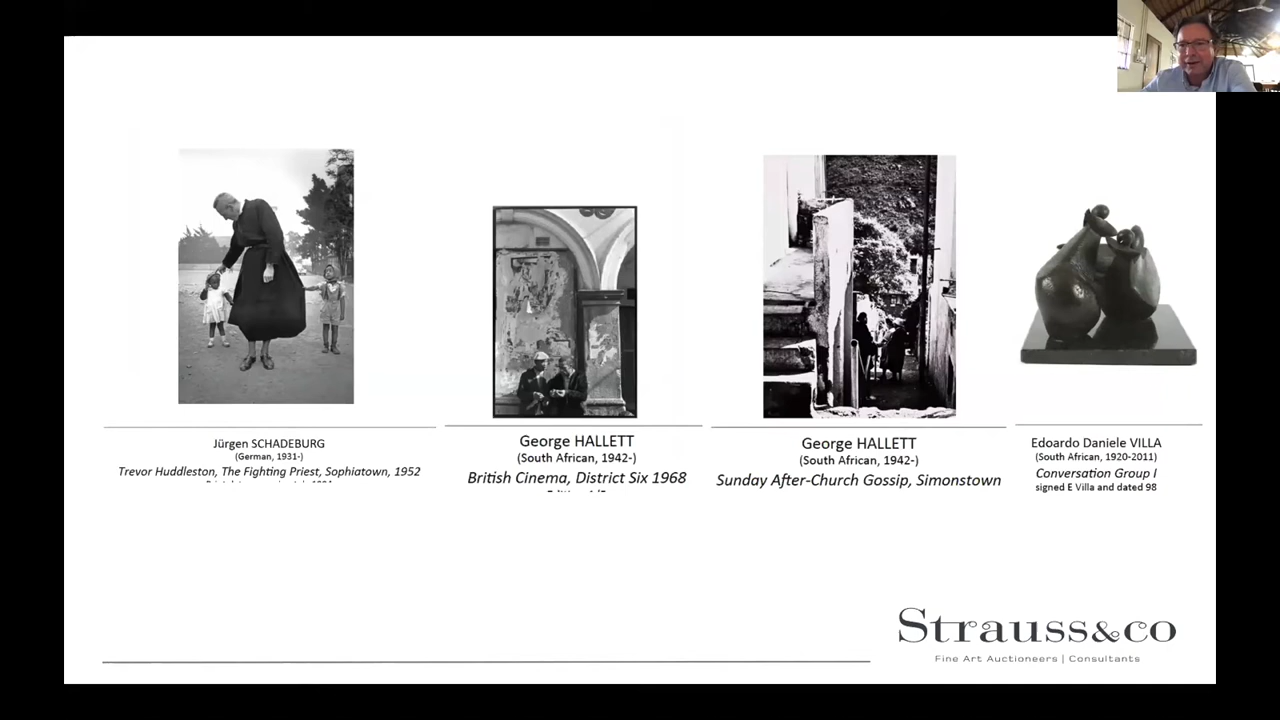 Jürgen SCHADEBURG
(German, 1931-)
Trevor Huddleston, The Fighting Priest, Sophiatown, 1952
George HALLETT
(South African, 1942-)
British Cinema, District Six 1968
George HALLETT
(South African, 1942-)
Sunday After-Church Gossip, Simonstown
Edoardo Daniele VILLA
(South African, 1920-2011)
Conversation Group I
signed E Villa and dated 98
Strauss&co
Fine Art Auctioneers | Consultants